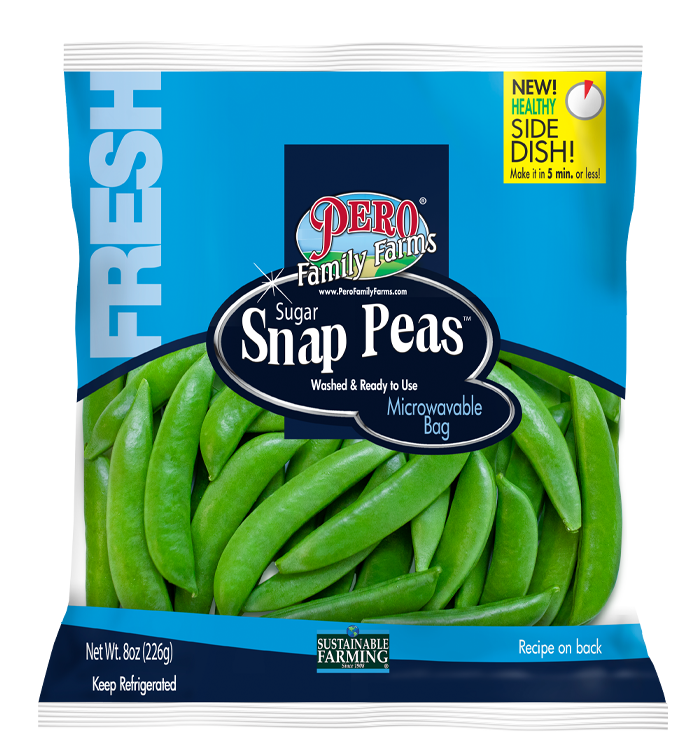 FRESH
NEW!
HEALTHY
SIDE
DISH!
Make it in 5 min. or less!
PERO®
Family Farms
www.PeroFamilyFarms.com
Sugar
Snap Peas™
Washed & Ready to Use
Microwavable
Bag
Net Wt. 8oz (226g)
Keep Refrigerated
SUSTAINABLE
FARMING
Since 1908
Recipe on back